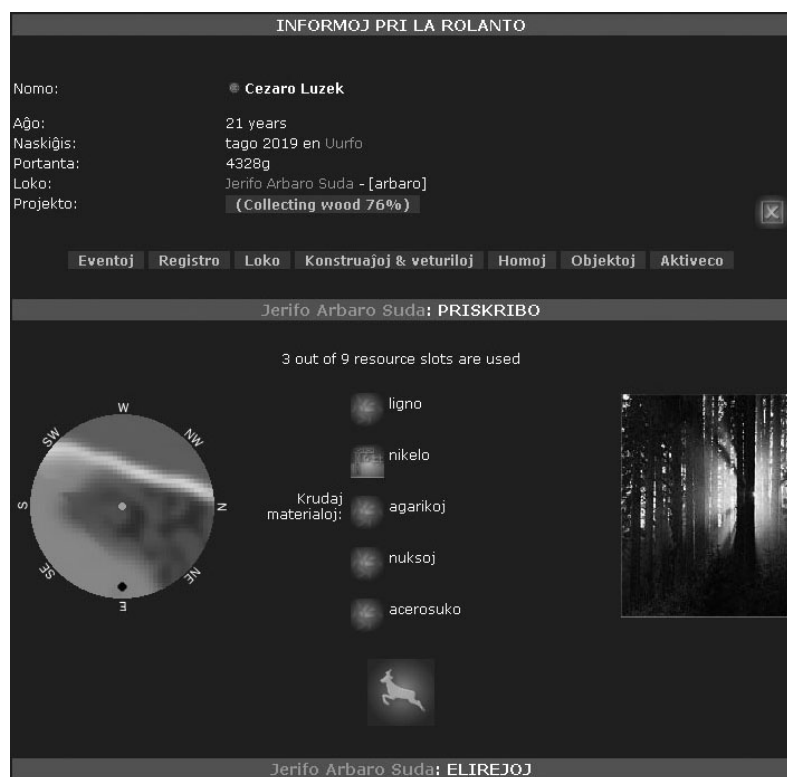 INFORMOJ PRI LA ROLANTO
Nomo: Cezaro Luzek
Aĝo: 21 years
Naskiĝis: tago 2019 en Uurfo
Portanta: 4328g
Loko: Jerifo Arbaro Suda - [arbaro]
Projekto: (Collecting wood 76%)
Eventoj Registro Loko Konstruaĵoj & veturiloj Homoj Objektoj Aktiveco
Jerifo Arbaro Suda: PRISKRIBO
3 out of 9 resource slots are used
W
SW NW
S N
SE NE
E
Krudaj materialoj:
ligno
nikelo
agarikoj
nuksoj
acerosuko
Jerifo Arbaro Suda: ELIREJOJ